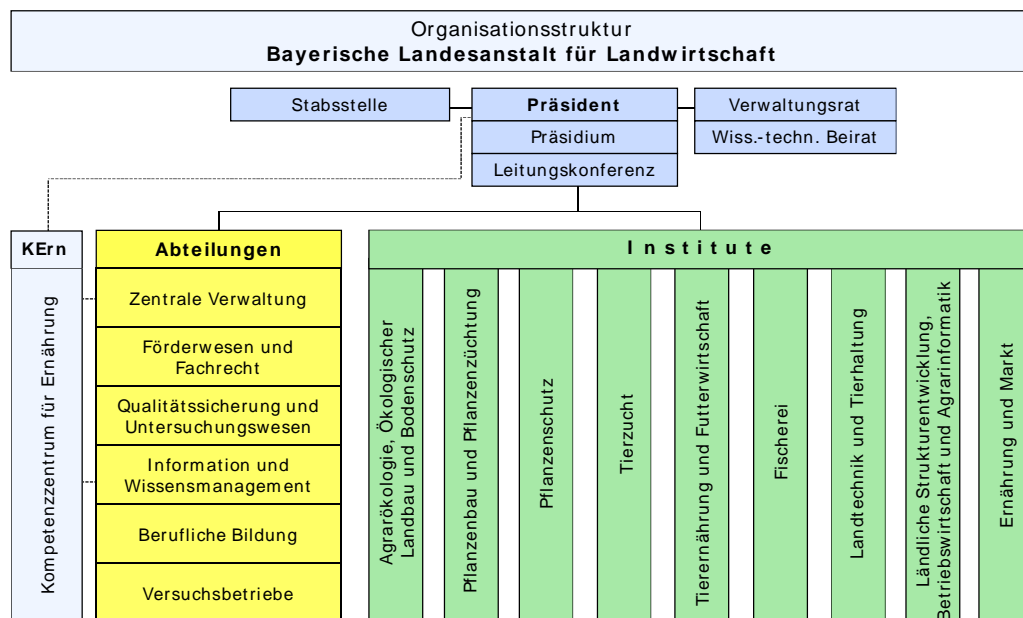 Organisationsstruktur
Bayerische Landesanstalt für Landwirtschaft
Stabsstelle
Präsident
Verwaltungsrat
Präsidium
Wiss.-techn. Beirat
Leitungskonferenz
KErn
Abteilungen
Institute
Kompetenzzentrum für Ernährung
Zentrale Verwaltung
Förderwesen und
Fachrecht
Qualitätssicherung und
Untersuchungswesen
Information und
Wissensmanagement
Berufliche Bildung
Versuchsbetriebe
Agrarökologie, Ökologischer
Landbau und Bodenschutz
Pflanzenbau und Pflanzenzüchtung
Pflanzenschutz
Tierzucht
Tierernährung und Futterwirtschaft
Fischerei
Landtechnik und Tierhaltung
Ländliche Strukturentwicklung,
Betriebswirtschaft und Agrarinformatik
Ernährung und Markt